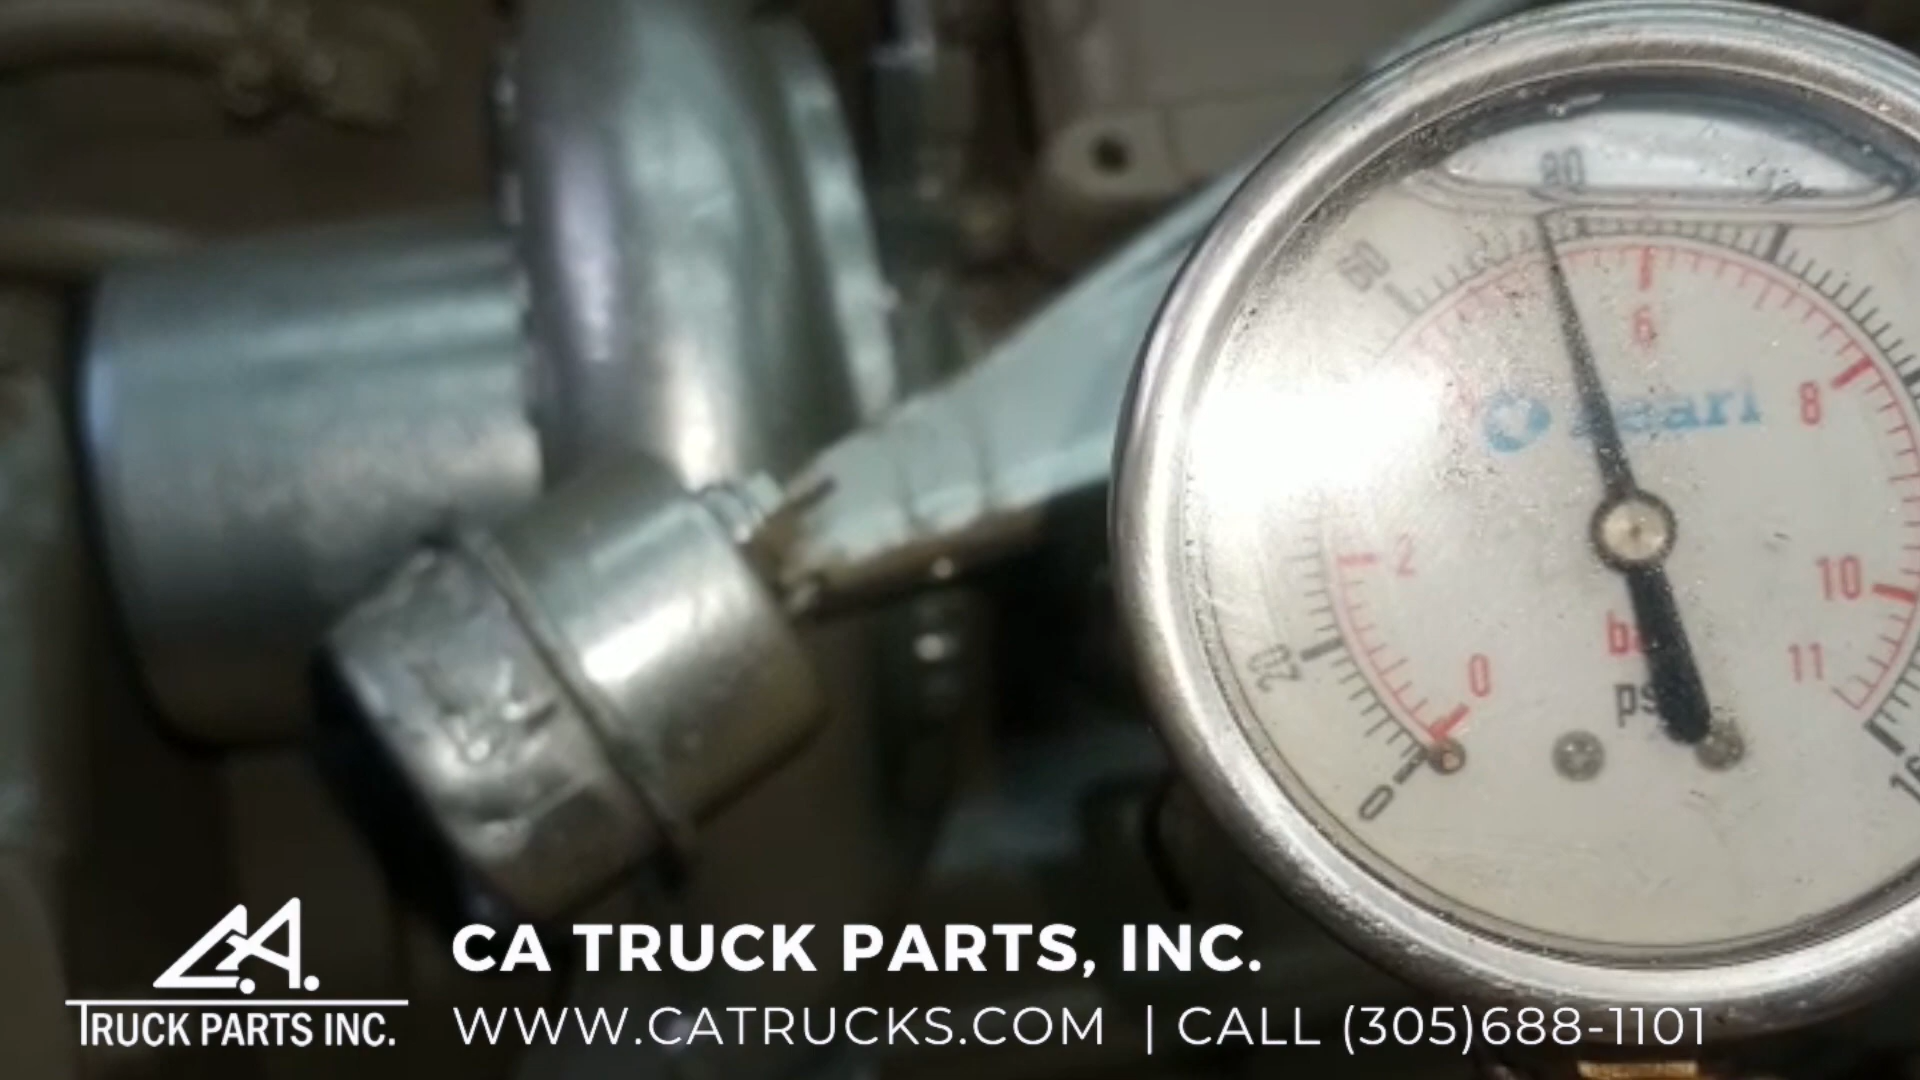 80
100
60
6
8
2
10
20
0
11
0
psi
C.A.
TRUCK PARTS INC.
CA TRUCK PARTS, INC.
WWW.CATRUCKS.COM | CALL (305)688-1101